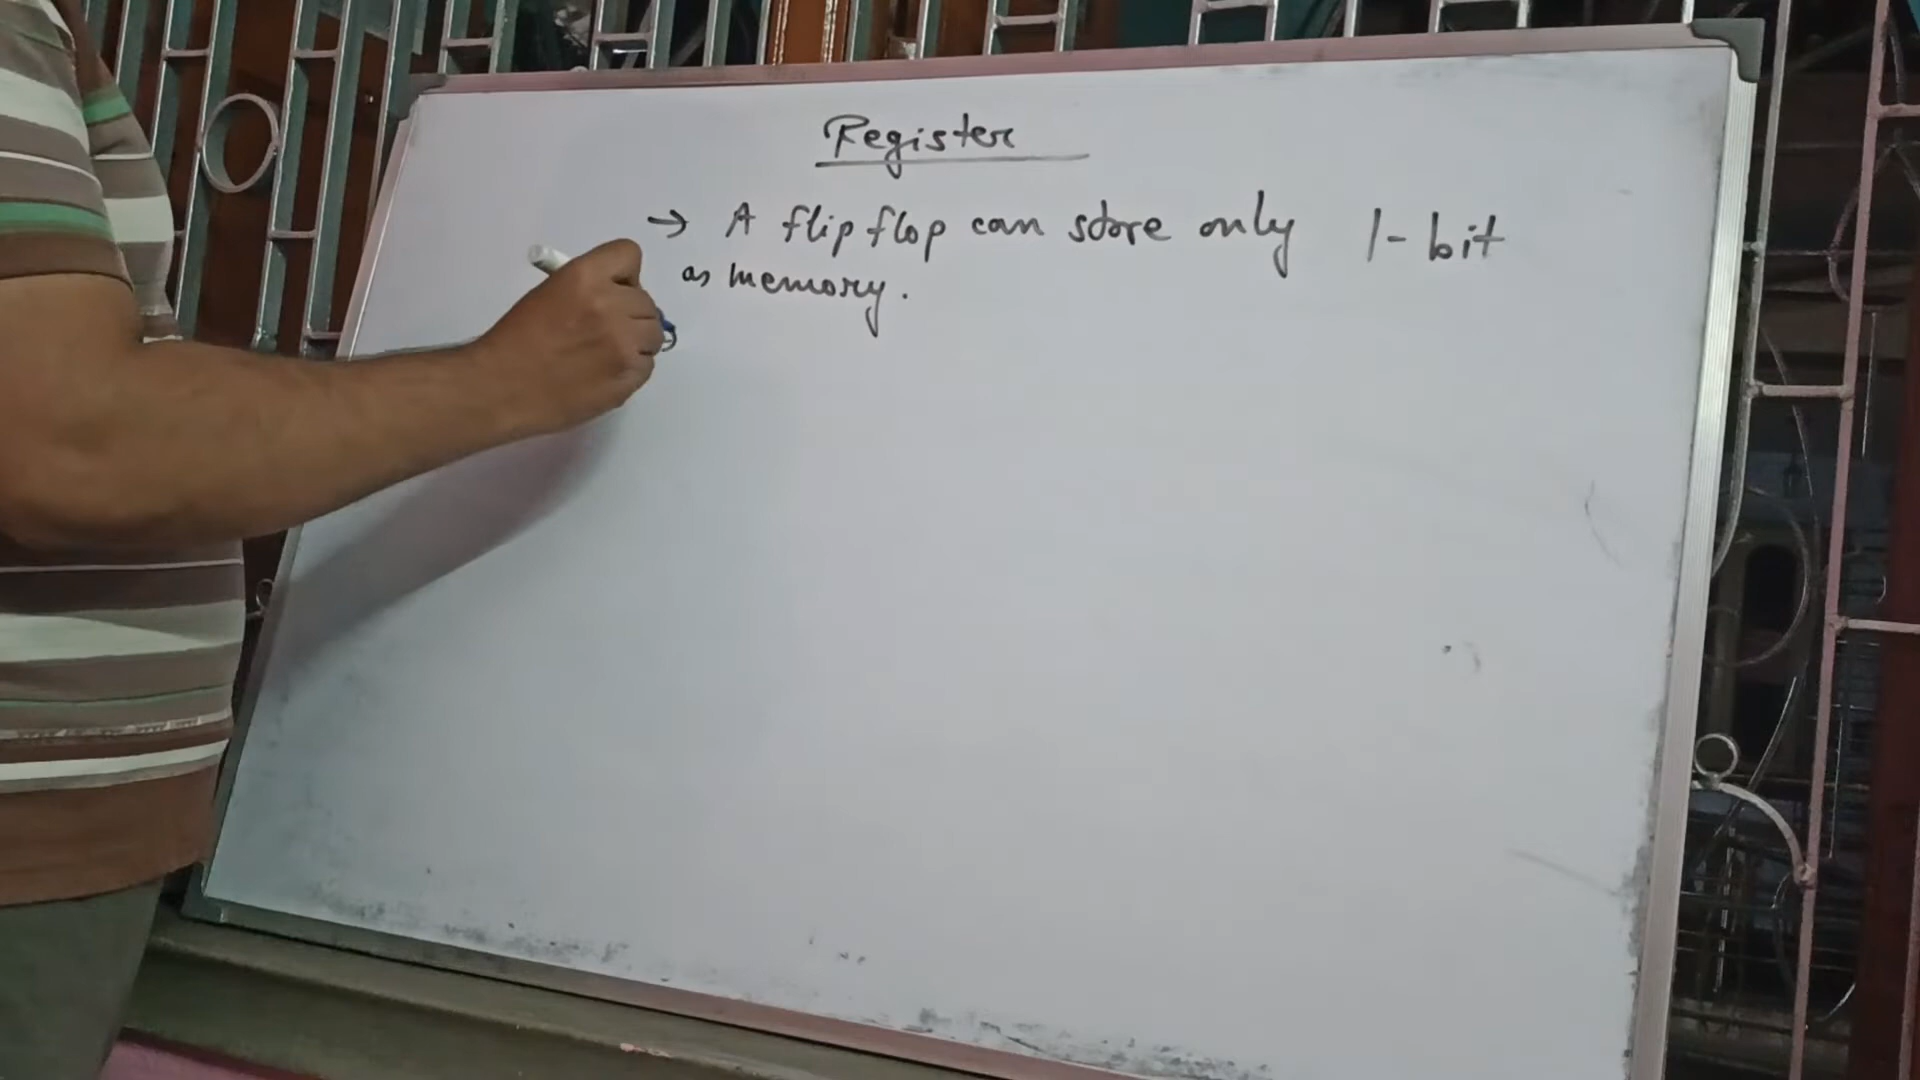 Register
→ A flip flop can store only 1-bit
as memory.